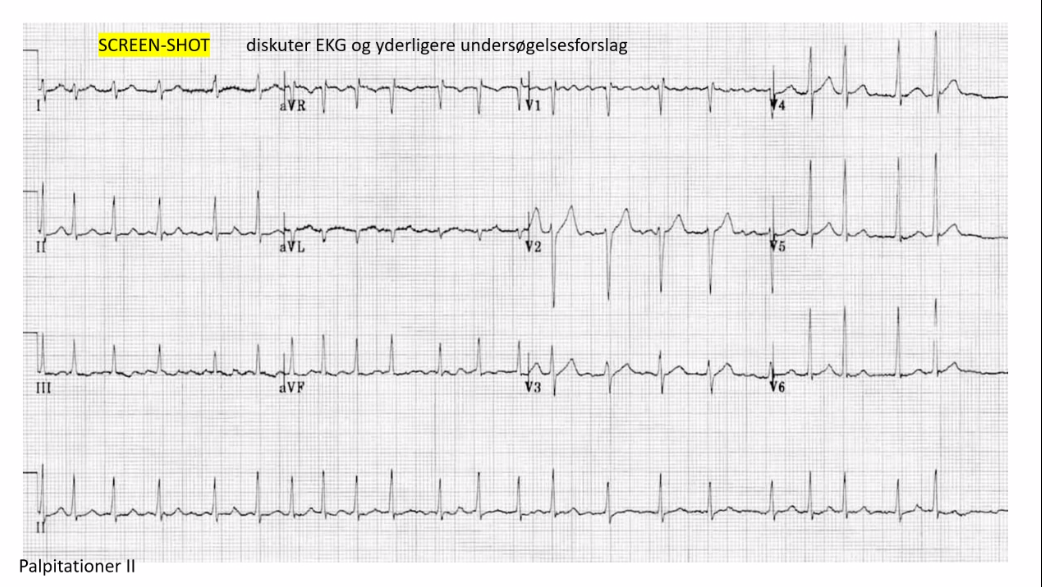 SCREEN-SHOT diskuter EKG og yderligere undersøgelsesforslag
I aVR V1 V4
II aVL V2 V5
III aVF V3 V6
II
Palpitationer II